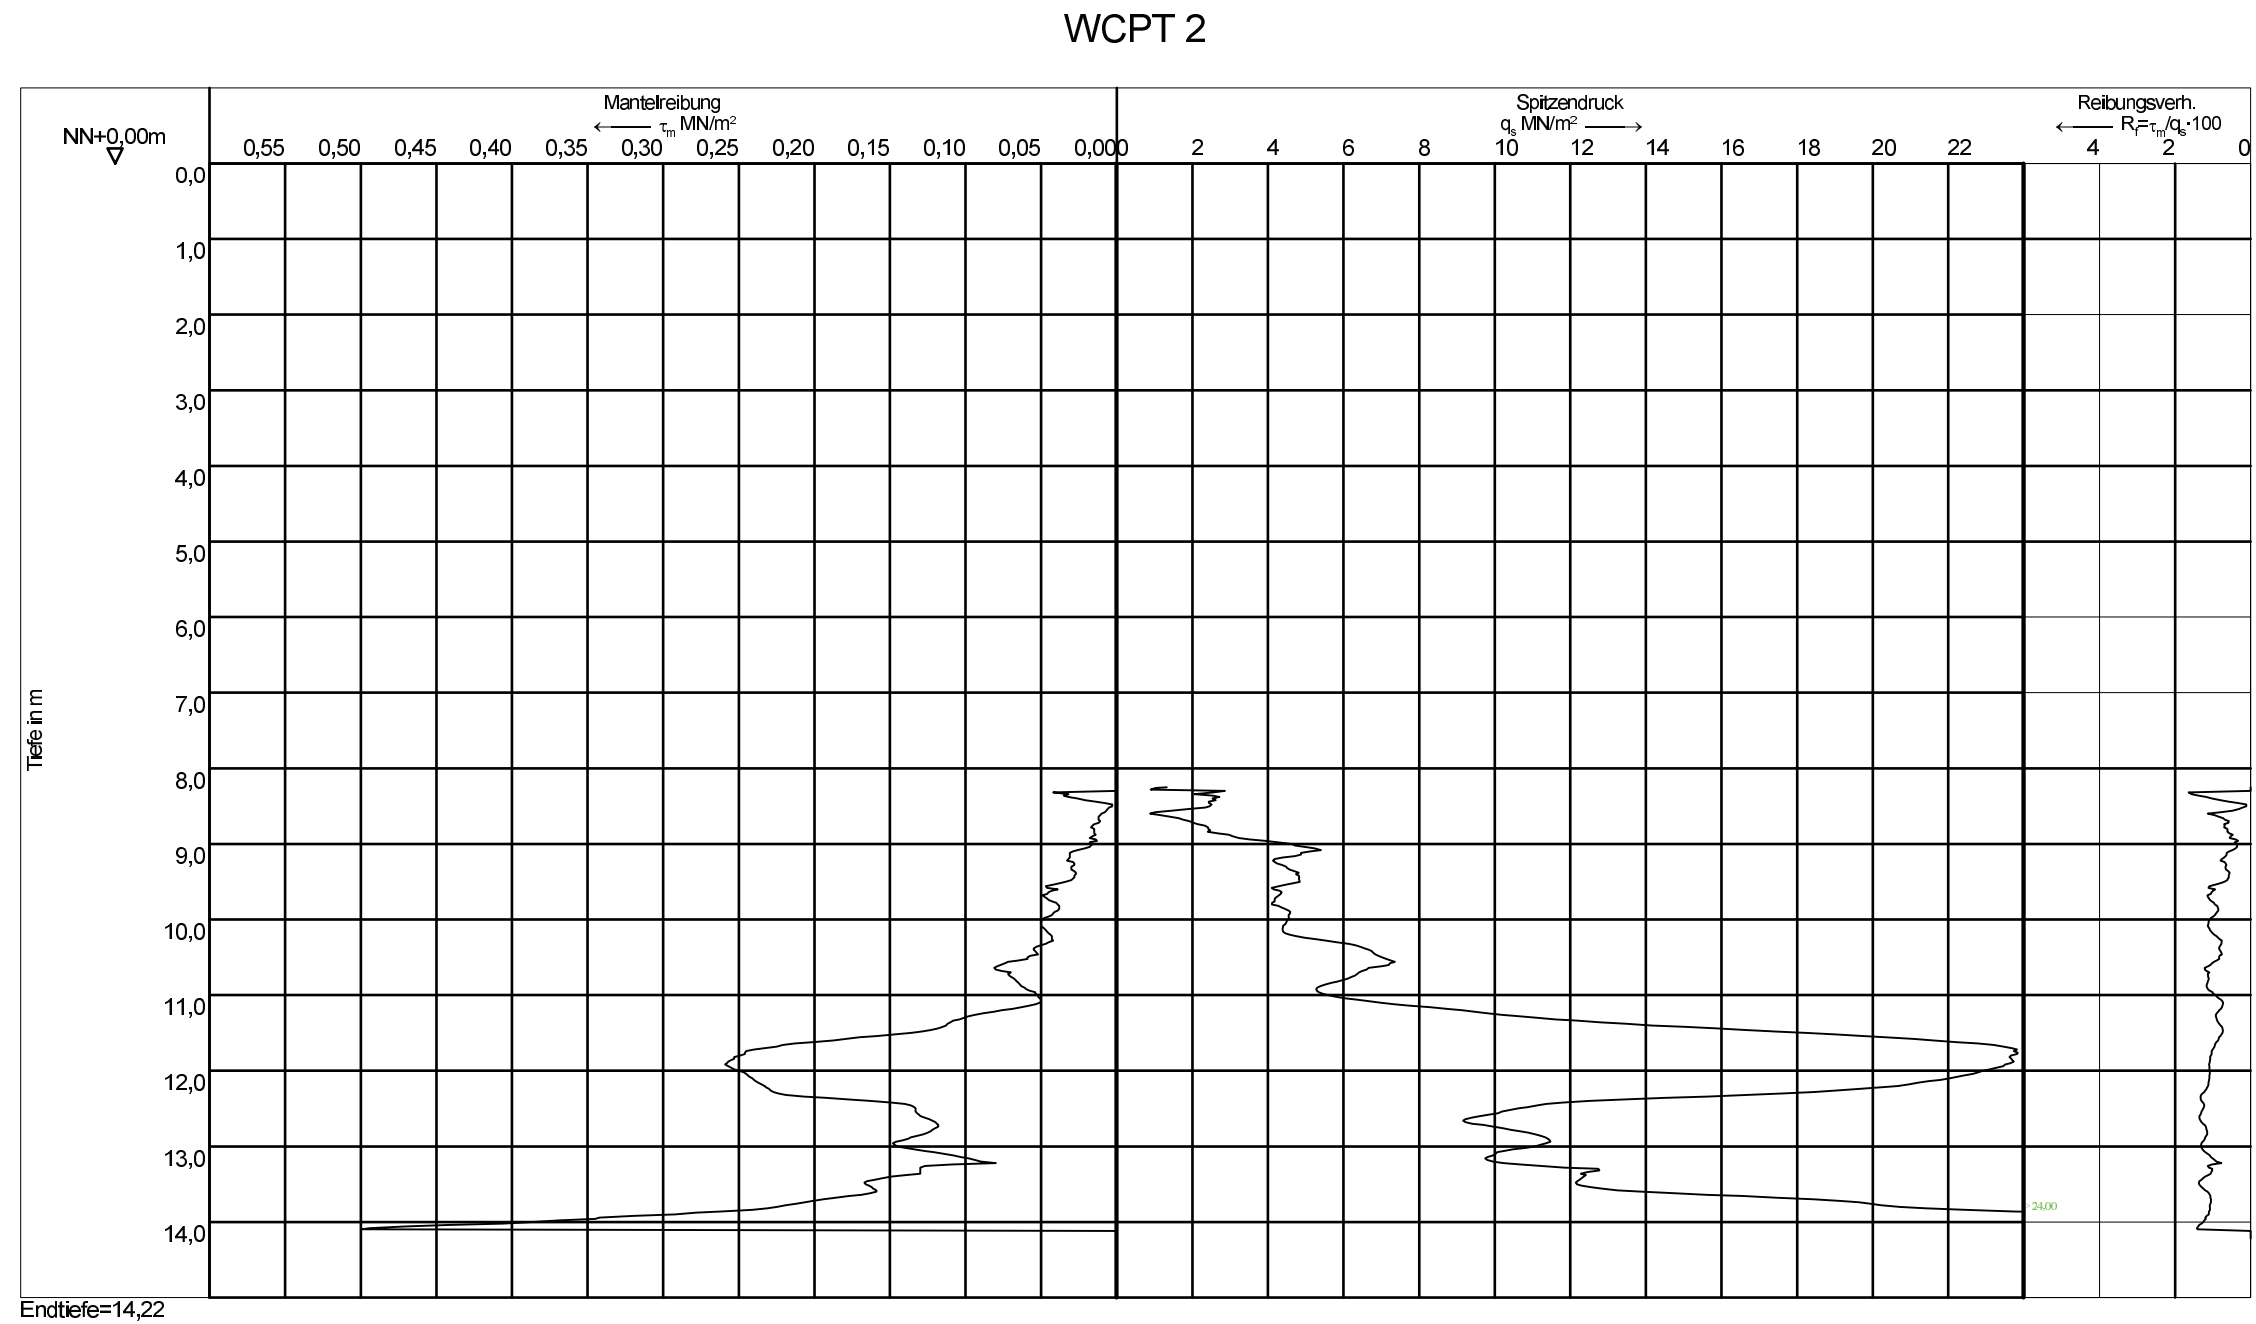 WCPT 2
Mantelreibung
Spitzendruck
Reibungsverh.
NN+0,00m
← τm MN/m²
qs MN/m² →
← Rf=τm/qs·100
0,55 0,50 0,45 0,40 0,35 0,30 0,25 0,20 0,15 0,10 0,05 0,00
0 2 4 6 8 10 12 14 16 18 20 22
4 2 0
0,0
1,0
2,0
3,0
4,0
5,0
6,0
7,0
8,0
9,0
10,0
11,0
12,0
13,0
14,0
Tiefe in m
>24,00
Endtiefe=14,22